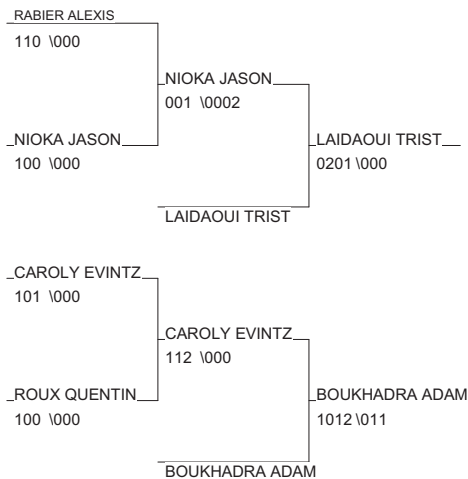 RABIER ALEXIS
110 \000
NIOKA JASON
001 \0002
NIOKA JASON
100 \000
LAIDAOUI TRIST
0201 \000
LAIDAOUI TRIST
CAROLY EVINTZ
101 \000
CAROLY EVINTZ
112 \000
ROUX QUENTIN
100 \000
BOUKHADRA ADAM
1012 \011
BOUKHADRA ADAM